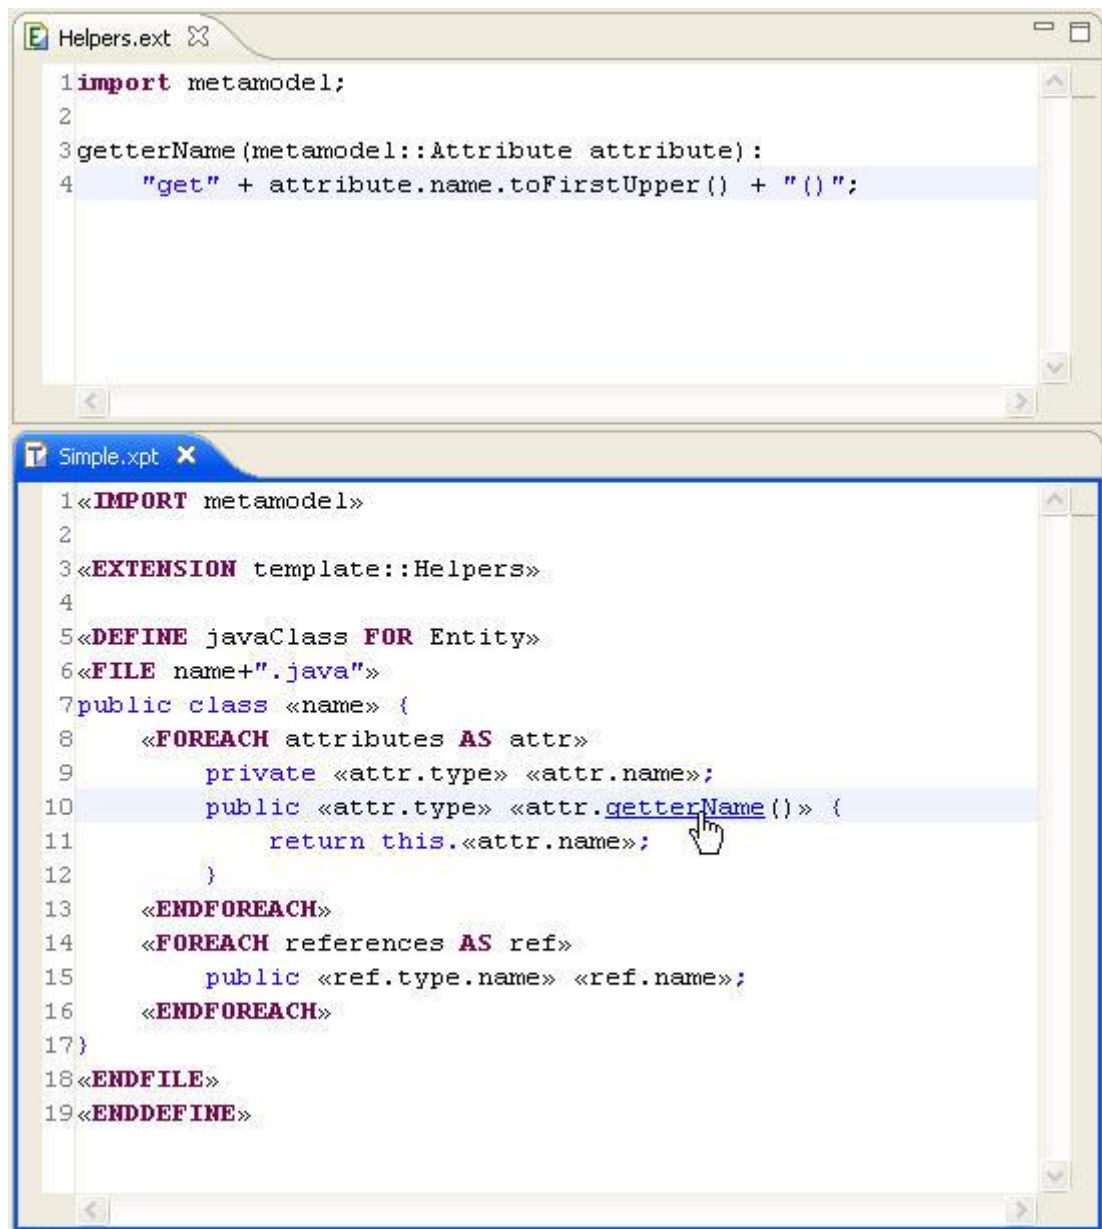 Helpers.ext
1import metamodel;
2
3getterName(metamodel::Attribute attribute):
4    "get" + attribute.name.toFirstUpper() + "()";
Simple.xpt
1«IMPORT metamodel»
2
3«EXTENSION template::Helpers»
4
5«DEFINE javaClass FOR Entity»
6«FILE name+".java"»
7public class «name» {
8    «FOREACH attributes AS attr»
9        private «attr.type» «attr.name»;
10        public «attr.type» «attr.getterName()» {
11            return this.«attr.name»;
12        }
13    «ENDFOREACH»
14    «FOREACH references AS ref»
15        public «ref.type.name» «ref.name»;
16    «ENDFOREACH»
17}
18«ENDFILE»
19«ENDDEFINE»